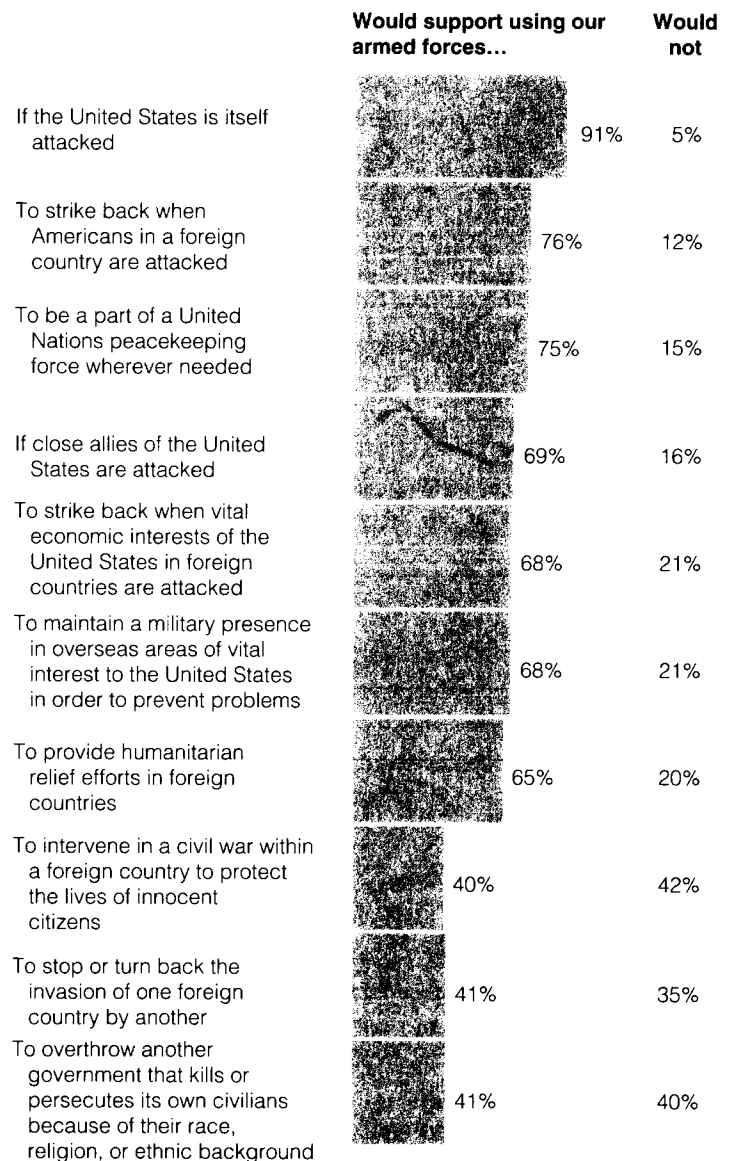 Would support using our Would
armed forces... not
If the United States is itself
attacked 91% 5%
To strike back when
Americans in a foreign 76% 12%
country are attacked
To be a part of a United
Nations peacekeeping 75% 15%
force wherever needed
If close allies of the United
States are attacked 69% 16%
To strike back when vital
economic interests of the
United States in foreign 68% 21%
countries are attacked
To maintain a military presence
in overseas areas of vital
interest to the United States 68% 21%
in order to prevent problems
To provide humanitarian
relief efforts in foreign 65% 20%
countries
To intervene in a civil war within
a foreign country to protect 40% 42%
the lives of innocent
citizens
To stop or turn back the
invasion of one foreign 41% 35%
country by another
To overthrow another
government that kills or
persecutes its own civilians 41% 40%
because of their race,
religion, or ethnic background